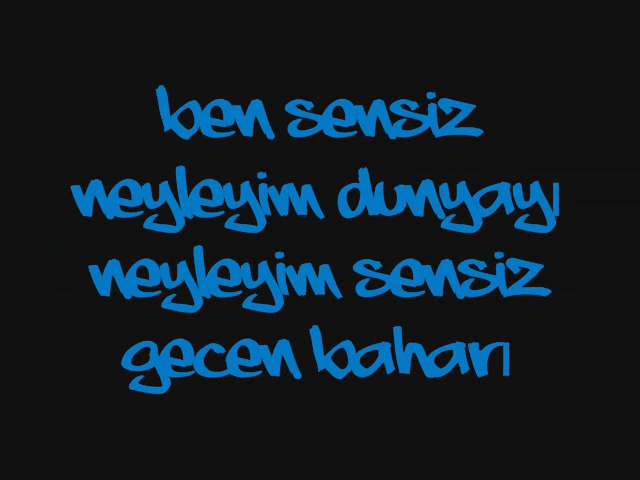 ben sensiz
neyleyim dunyayı
neyleyim sensiz
gecen baharı